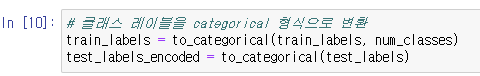 In [10]: # 클래스 레이블을 categorical 형식으로 변환
train_labels = to_categorical(train_labels, num_classes)
test_labels_encoded = to_categorical(test_labels)